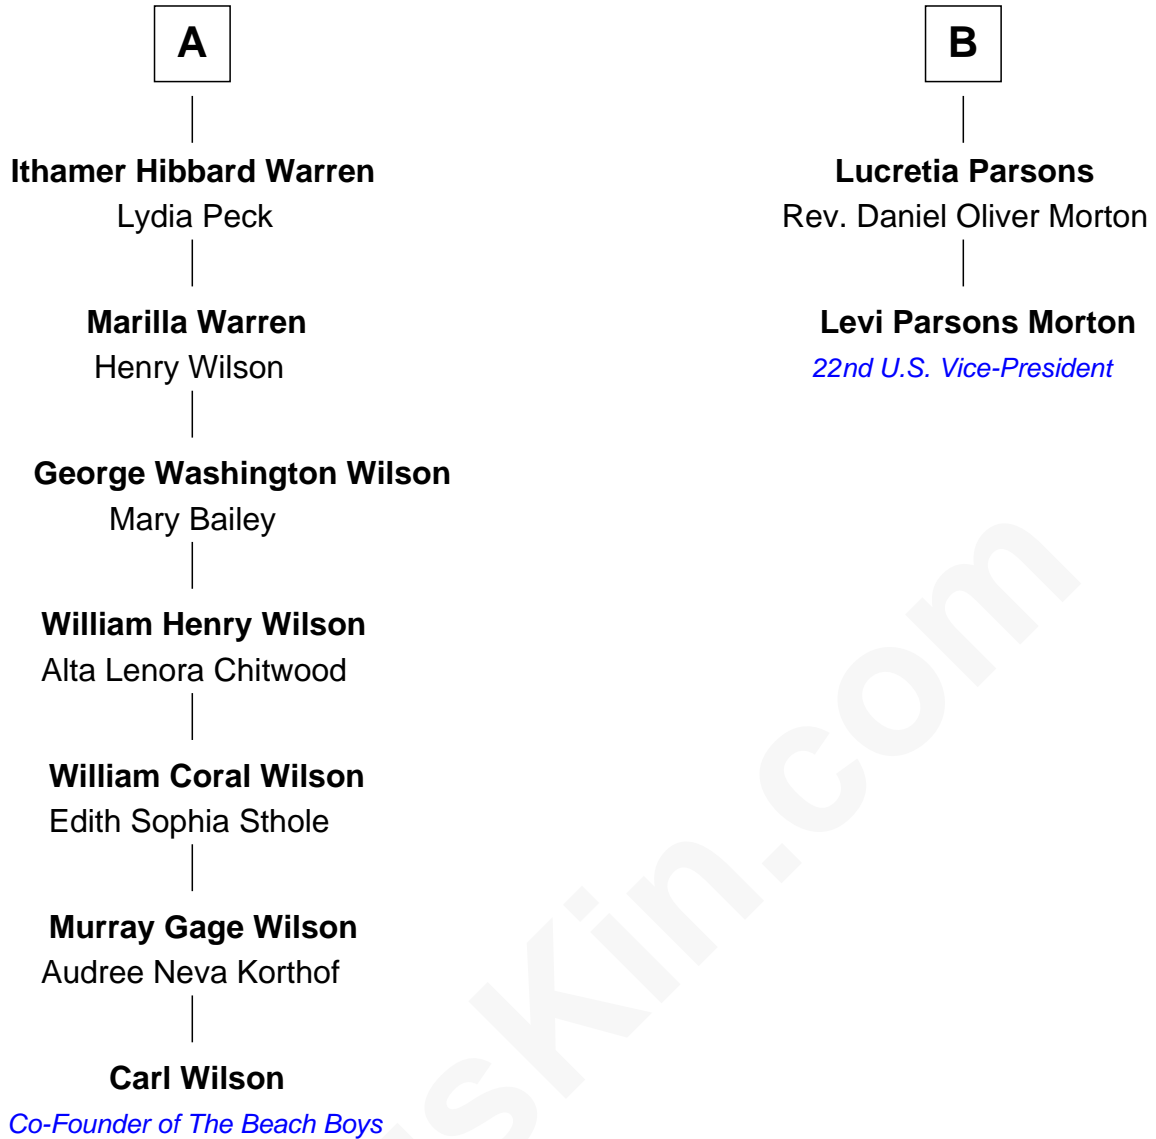 A
Ithamer Hibbard Warren
Lydia Peck
Marilla Warren
Henry Wilson
George Washington Wilson
Mary Bailey
William Henry Wilson
Alta Lenora Chitwood
William Coral Wilson
Edith Sophia Sthole
Murray Gage Wilson
Audree Neva Korthof
Carl Wilson
Co-Founder of The Beach Boys
B
Lucretia Parsons
Rev. Daniel Oliver Morton
Levi Parsons Morton
22nd U.S. Vice-President
usKin.com